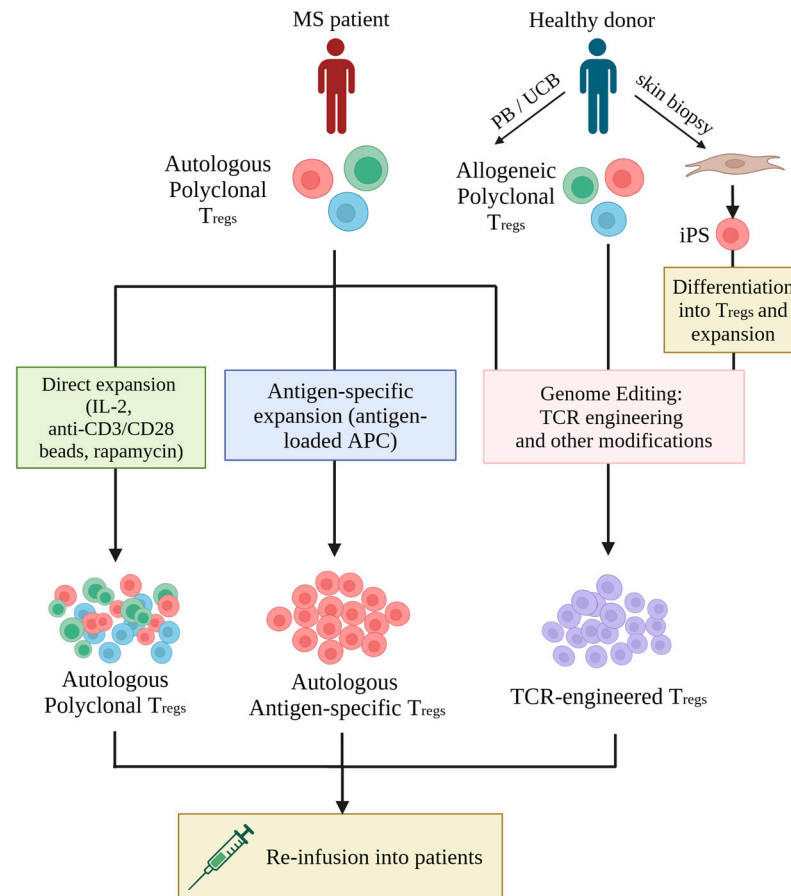 MS patient
Healthy donor
PB / UCB
skin biopsy
Autologous
Polyclonal
Tregs
Allogeneic
Polyclonal
Tregs
iPS
Differentiation
into Tregs and
expansion
Direct expansion
(IL-2,
anti-CD3/CD28
beads, rapamycin)
Antigen-specific
expansion (antigen-
loaded APC)
Genome Editing:
TCR engineering
and other modifications
Autologous
Polyclonal Tregs
Autologous
Antigen-specific Tregs
TCR-engineered Tregs
Re-infusion into patients